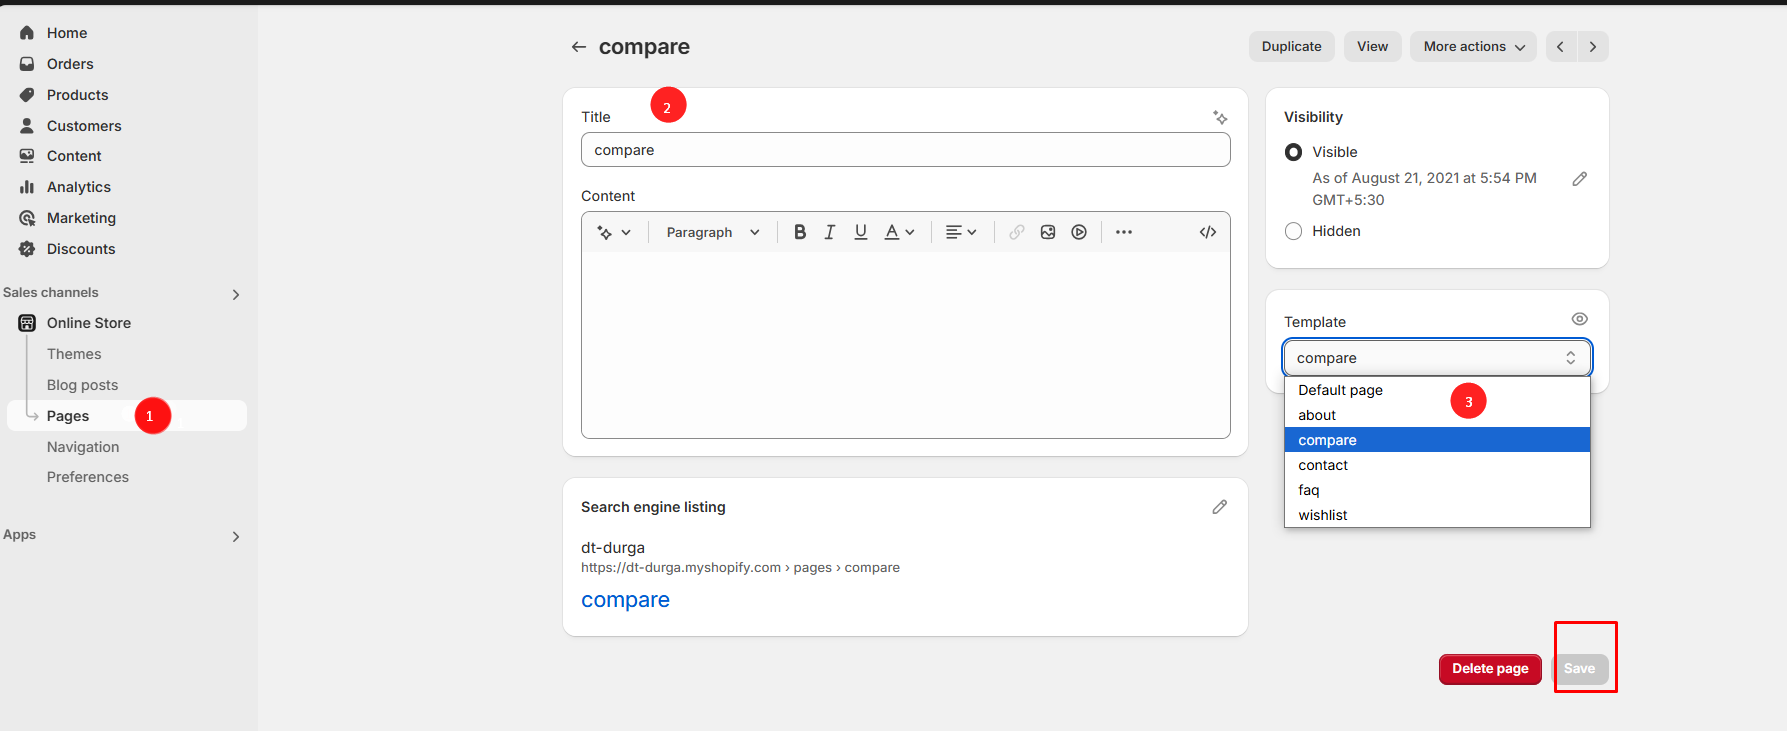 Home
Orders
Products
Customers
Content
Analytics
Marketing
Discounts
Sales channels
Online Store
Themes
Blog posts
Pages
1
Navigation
Preferences
Apps
compare
Duplicate
View
More actions
Title
2
compare
Content
Paragraph
B I U A
Search engine listing
dt-durga
https://dt-durga.myshopify.com › pages › compare
compare
Visibility
Visible
As of August 21, 2021 at 5:54 PM
GMT+5:30
Hidden
Template
compare
Default page
3
about
compare
contact
faq
wishlist
Delete page
Save